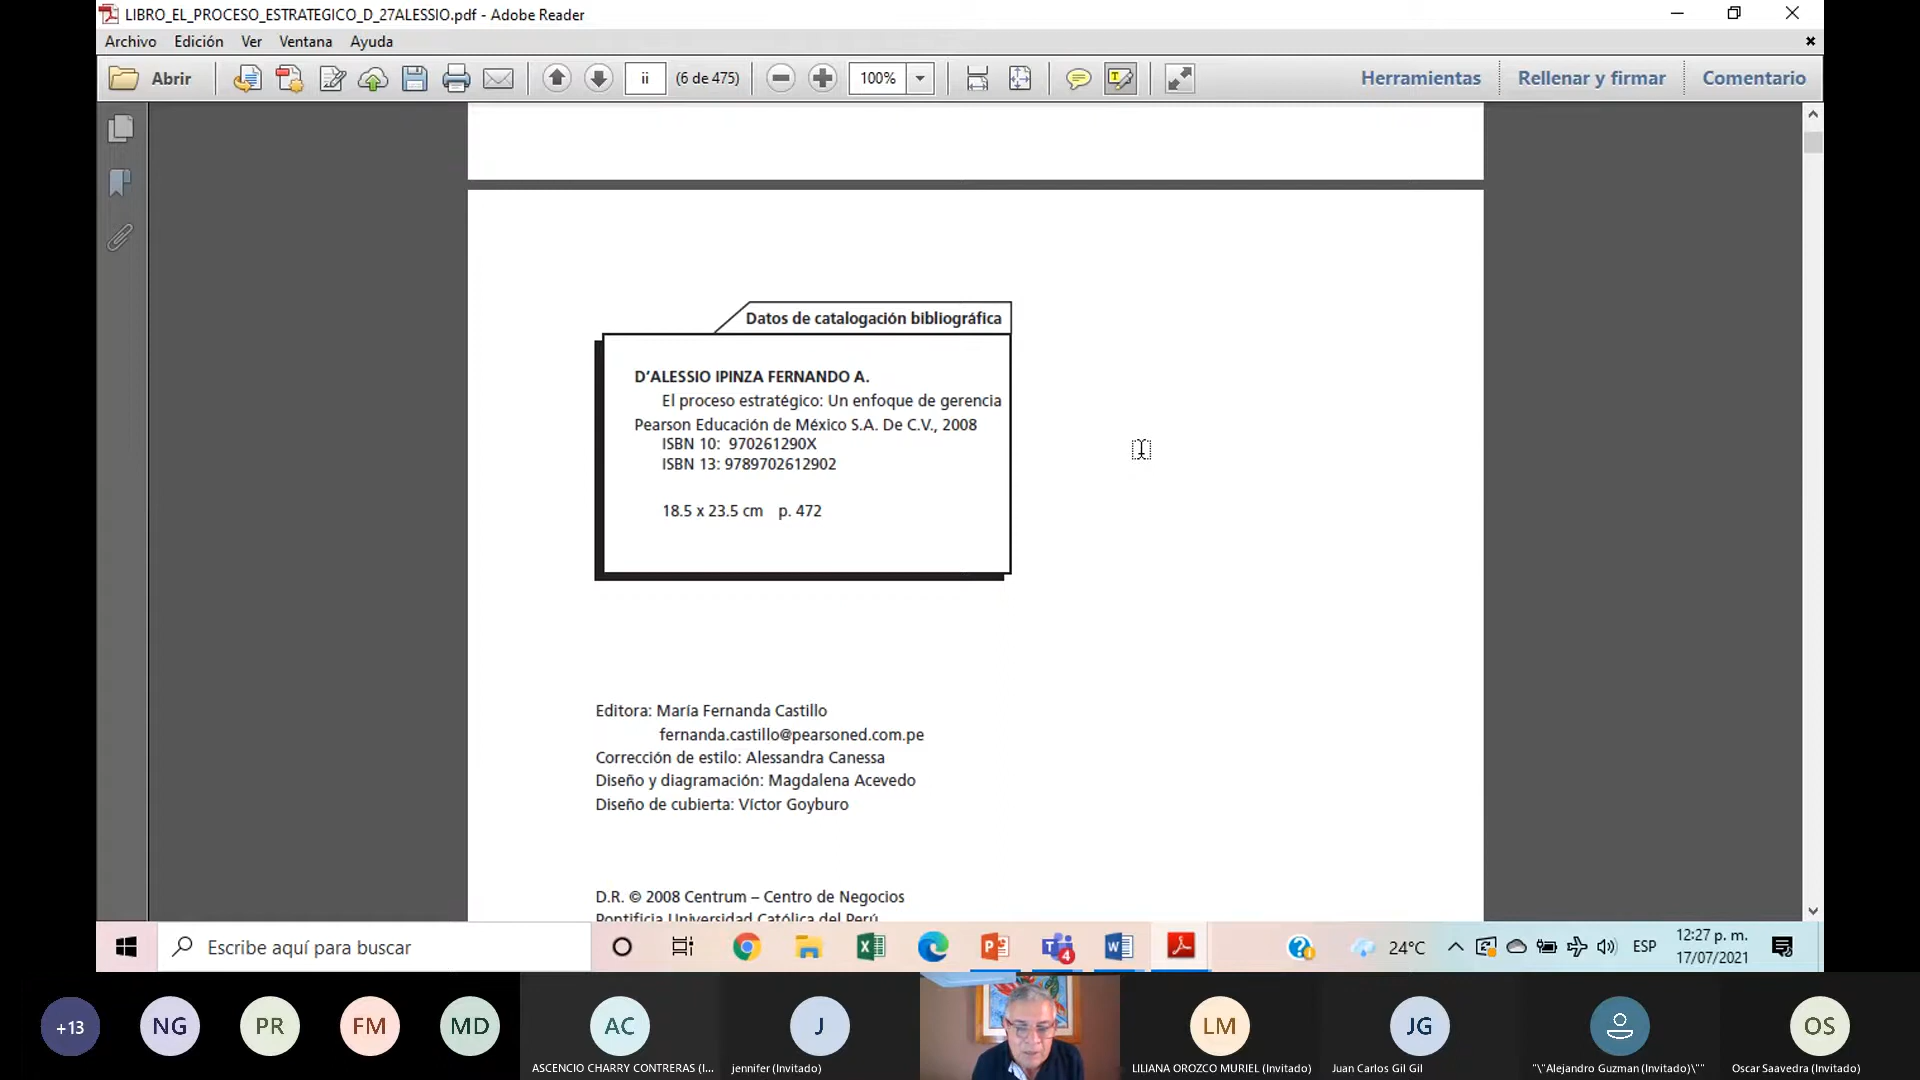 LIBRO_EL_PROCESO_ESTRATEGICO_D_27ALESSIO.pdf - Adobe Reader
Archivo Edición Ver Ventana Ayuda
Abrir ii (6 de 475) 100% Herramientas Rellenar y firmar Comentario
Datos de catalogación bibliográfica
D’ALESSIO IPINZA FERNANDO A.
El proceso estratégico: Un enfoque de gerencia
Pearson Educación de México S.A. De C.V., 2008
ISBN 10: 970261290X
ISBN 13: 9789702612902
18.5 x 23.5 cm p. 472
Editora: María Fernanda Castillo
fernanda.castillo@pearsoned.com.pe
Corrección de estilo: Alessandra Canessa
Diseño y diagramación: Magdalena Acevedo
Diseño de cubierta: Víctor Goyburo
D.R. © 2008 Centrum – Centro de Negocios
Pontificia Universidad Católica del Perú
Escribe aquí para buscar
4
24°C
ESP
12:27 p. m.
17/07/2021
+13 NG PR FM MD AC J LM JG OS
ASCENCIO CHARRY CONTRERAS (I... jennifer (Invitado) LILIANA OROZCO MURIEL (Invitado) Juan Carlos Gil Gil "\"Alejandro Guzman (Invitado)\"" Oscar Saavedra (Invitado)